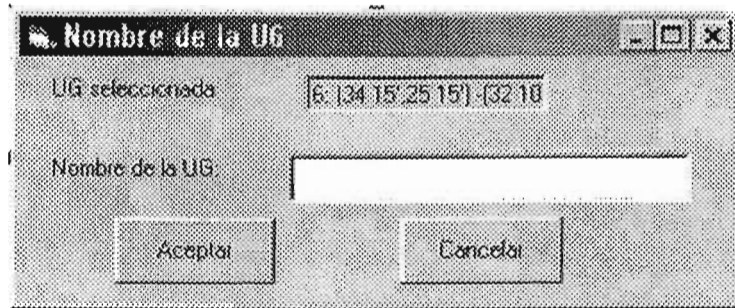 Nombre de la UG
UG seleccionada
6: (34 15',25 15') -(32 10
Nombre de la UG:
Aceptar
Cancelar